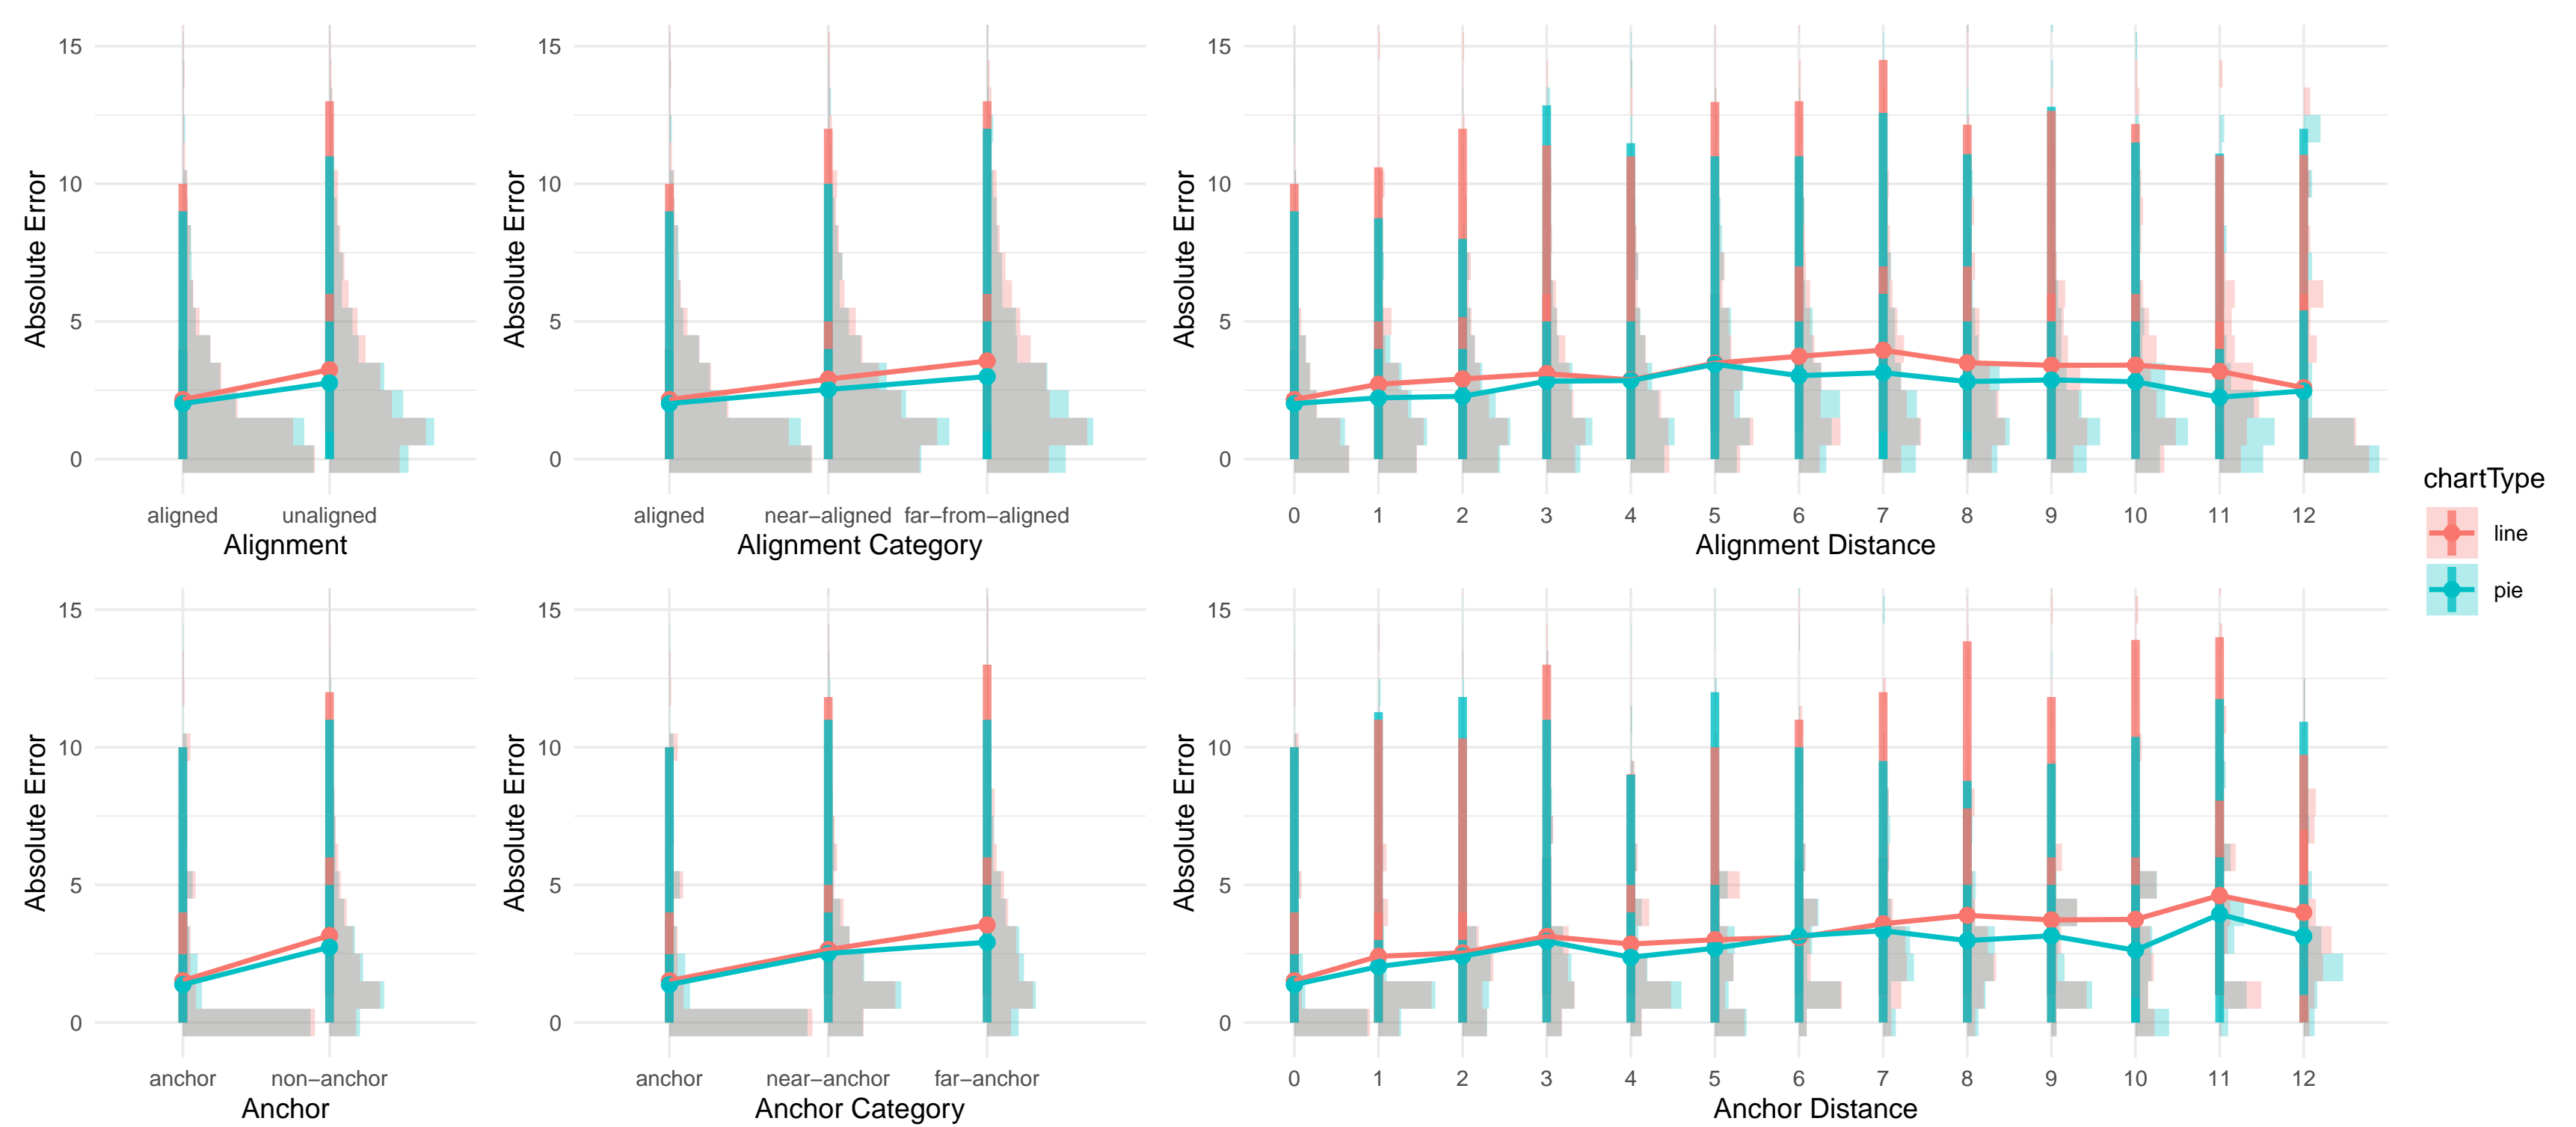 15
10
5
0
Absolute Error
aligned unaligned
Alignment
15
10
5
0
Absolute Error
aligned near-aligned far-from-aligned
Alignment Category
15
10
5
0
Absolute Error
0 1 2 3 4 5 6 7 8 9 10 11 12
Alignment Distance
chartType
line
pie
15
10
5
0
Absolute Error
anchor non-anchor
Anchor
15
10
5
0
Absolute Error
anchor near-anchor far-anchor
Anchor Category
15
10
5
0
Absolute Error
0 1 2 3 4 5 6 7 8 9 10 11 12
Anchor Distance